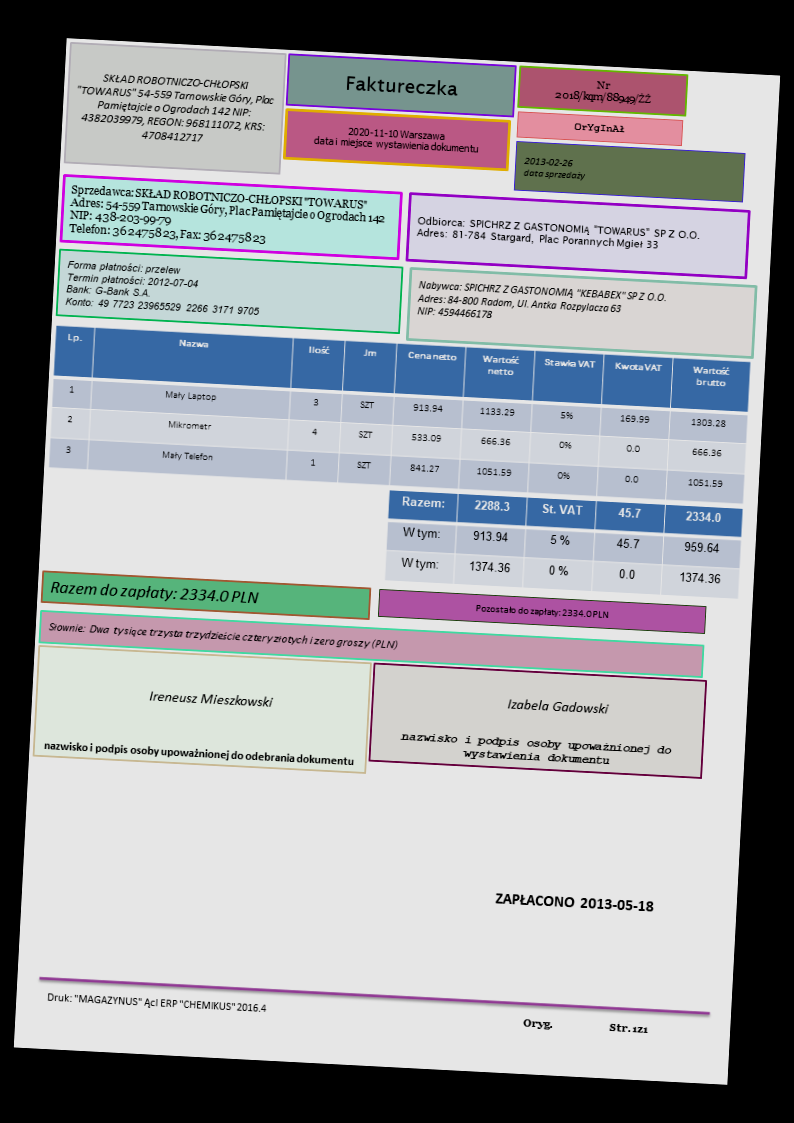 SKŁAD ROBOTNICZO-CHŁOPSKI
"TOWARUS" 54-559 Tarnowskie Góry, Plac
Pamiętajcie o Ogrodach 142 NIP:
4382039979, REGON: 968111072, KRS:
4708412717
Faktureczka
2020-11-10 Warszawa
data i miejsce wystawienia dokumentu
Nr
2018/kqm/88949/ŻŻ
OrYgInAł
2013-02-26
data sprzedaży
Sprzedawca: SKŁAD ROBOTNICZO-CHŁOPSKI "TOWARUS"
Adres: 54-559 Tarnowskie Góry, Plac Pamiętajcie o Ogrodach 142
NIP: 438-203-99-79
Telefon: 362475823, Fax: 362475823
Odbiorca: SPICHRZ Z GASTONOMIĄ "TOWARUS" SP Z O.O.
Adres: 81-784 Stargard, Plac Porannych Mgieł 33
Forma płatności: przelew
Termin płatności: 2012-07-04
Bank: G-Bank S.A.
Konto: 49 7723 23965529 2266 3171 9705
Nabywca: SPICHRZ Z GASTONOMIĄ "KEBABEX" SP Z O.O.
Adres: 84-800 Radom, Ul. Antka Rozpylacza 63
NIP: 4594466178
Lp. Nazwa Ilość Jm Cena netto Wartość netto Stawka VAT Kwota VAT Wartość brutto
1 Mały Laptop 3 SZT 913.94 1133.29 5% 169.99 1303.28
2 Mikrometr 4 SZT 533.09 666.36 0% 0.0 666.36
3 Mały Telefon 1 SZT 841.27 1051.59 0% 0.0 1051.59
Razem: 2288.3 St. VAT 45.7 2334.0
W tym: 913.94 5 % 45.7 959.64
W tym: 1374.36 0 % 0.0 1374.36
Razem do zapłaty: 2334.0 PLN
Pozostało do zapłaty: 2334.0 PLN
Słownie: Dwa tysiące trzysta trzydzieście cztery złotych i zero groszy (PLN)
Ireneusz Mieszkowski
nazwisko i podpis osoby upoważnionej do odebrania dokumentu
Izabela Gadowski
nazwisko i podpis osoby upoważnionej do
wystawienia dokumentu
ZAPŁACONO 2013-05-18
Druk: "MAGAZYNUS" Ącl ERP "CHEMIKUS" 2016.4
Oryg. Str. 1z1